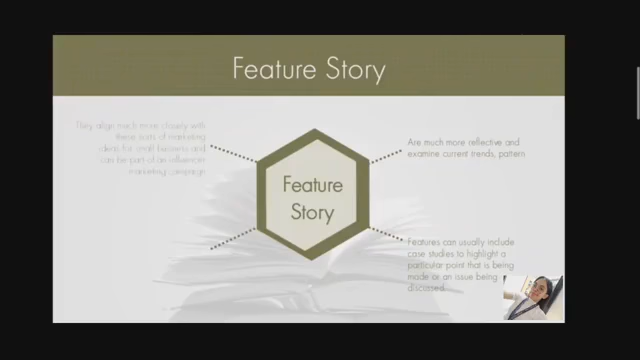 Feature Story
They align much more closely with
these sorts of marketing
ideas for small business and
can be part of an influencer
marketing campaign
Feature
Story
Are much more reflective and
examine current trends, pattern
Features can usually include
case studies to highlight a
particular point that is being
made or an issue being
discussed.